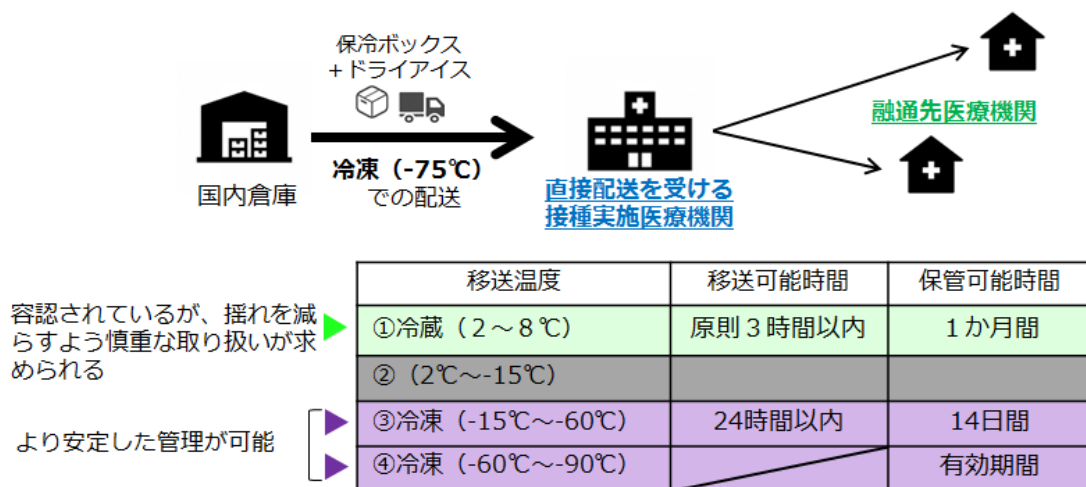 保冷ボックス
+ドライアイス
冷凍（-75℃）
での配送
国内倉庫
直接配送を受ける
接種実施医療機関
融通先医療機関
移送温度 移送可能時間 保管可能時間
容認されているが、揺れを減
らすよう慎重な取り扱いが求
められる
①冷蔵（２～８℃） 原則３時間以内 １か月間
②（2℃～-15℃）
より安定した管理が可能
③冷凍（-15℃～-60℃） 24時間以内 14日間
④冷凍（-60℃～-90℃） 有効期間